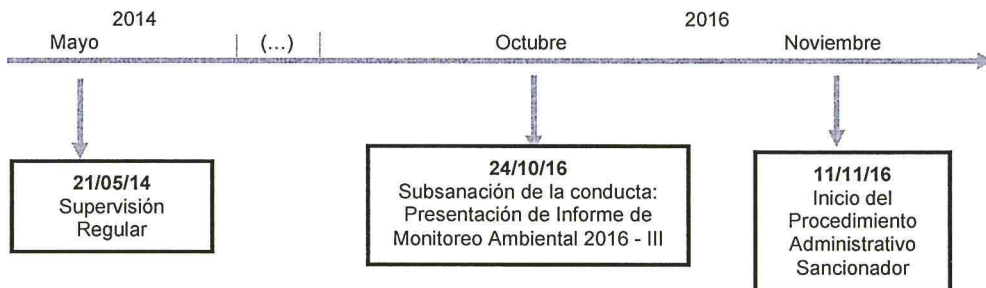 2014
2016
Mayo
(...)
Octubre
Noviembre
21/05/14
Supervisión
Regular
24/10/16
Subsanación de la conducta:
Presentación de Informe de
Monitoreo Ambiental 2016 - III
11/11/16
Inicio del
Procedimiento
Administrativo
Sancionador